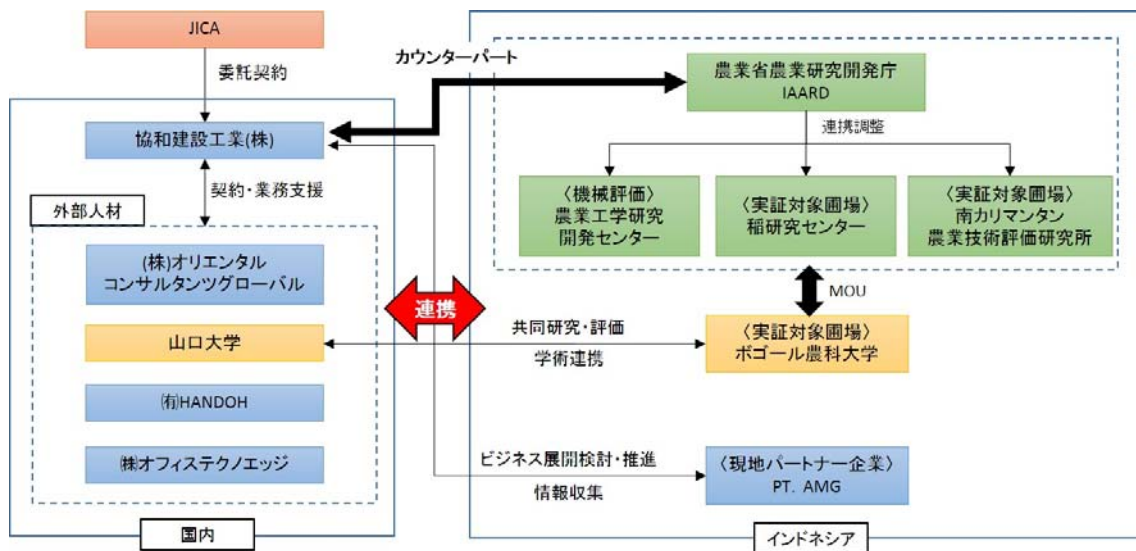 JICA
委託契約
協和建設工業(株)
契約・業務支援
外部人材
(株)オリエンタル
コンサルタンツグローバル
山口大学
㈲HANDOH
㈱オフィステクノエッジ
国内
カウンターパート
連携
共同研究・評価
学術連携
ビジネス展開検討・推進
情報収集
農業省農業研究開発庁
IAARD
連携調整
〈機械評価〉
農業工学研究
開発センター
〈実証対象圃場〉
稲研究センター
〈実証対象圃場〉
南カリマンタン
農業技術評価研究所
MOU
〈実証対象圃場〉
ボゴール農科大学
〈現地パートナー企業〉
PT. AMG
インドネシア